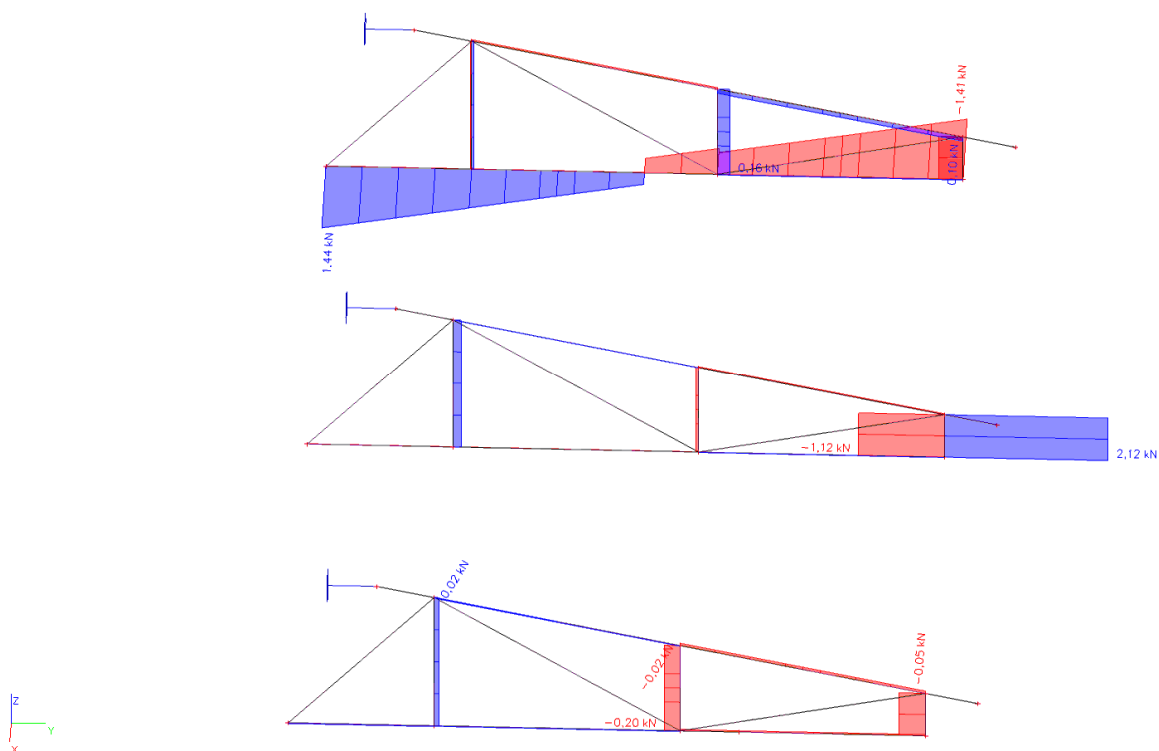 -1,41 kN
0,16 kN
0,10 kN
1,44 kN
-1,12 kN
2,12 kN
0,02 kN
-0,02 kN
-0,05 kN
-0,20 kN
Z
Y
X